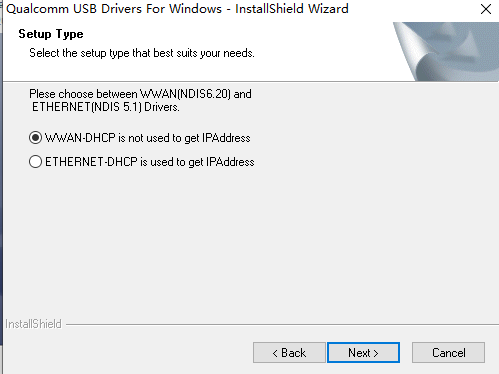 Qualcomm USB Drivers For Windows - InstallShield Wizard
Setup Type
Select the setup type that best suits your needs.
Plese choose between WWAN(NDIS6.20) and
ETHERNET(NDIS 5.1) Drivers.
WWAN-DHCP is not used to get IPAddress
ETHERNET-DHCP is used to get IPAddress
InstallShield
< Back
Next >
Cancel